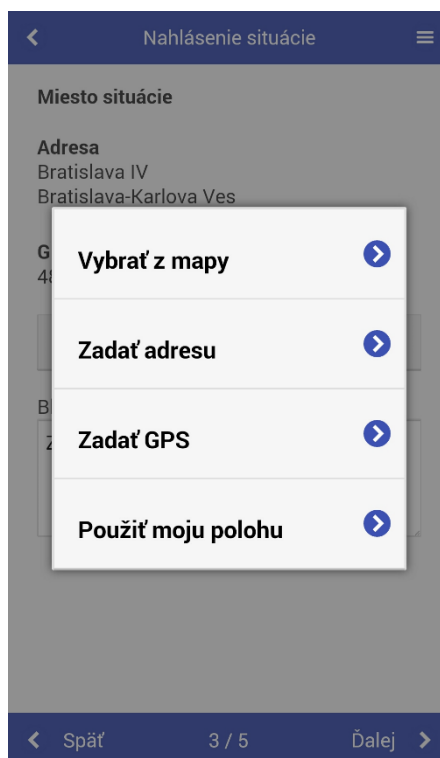 Nahlásenie situácie
Miesto situácie
Adresa
Bratislava IV
Bratislava-Karlova Ves
Vybrať z mapy
Zadať adresu
Zadať GPS
Použiť moju polohu
Späť 3 / 5 Ďalej